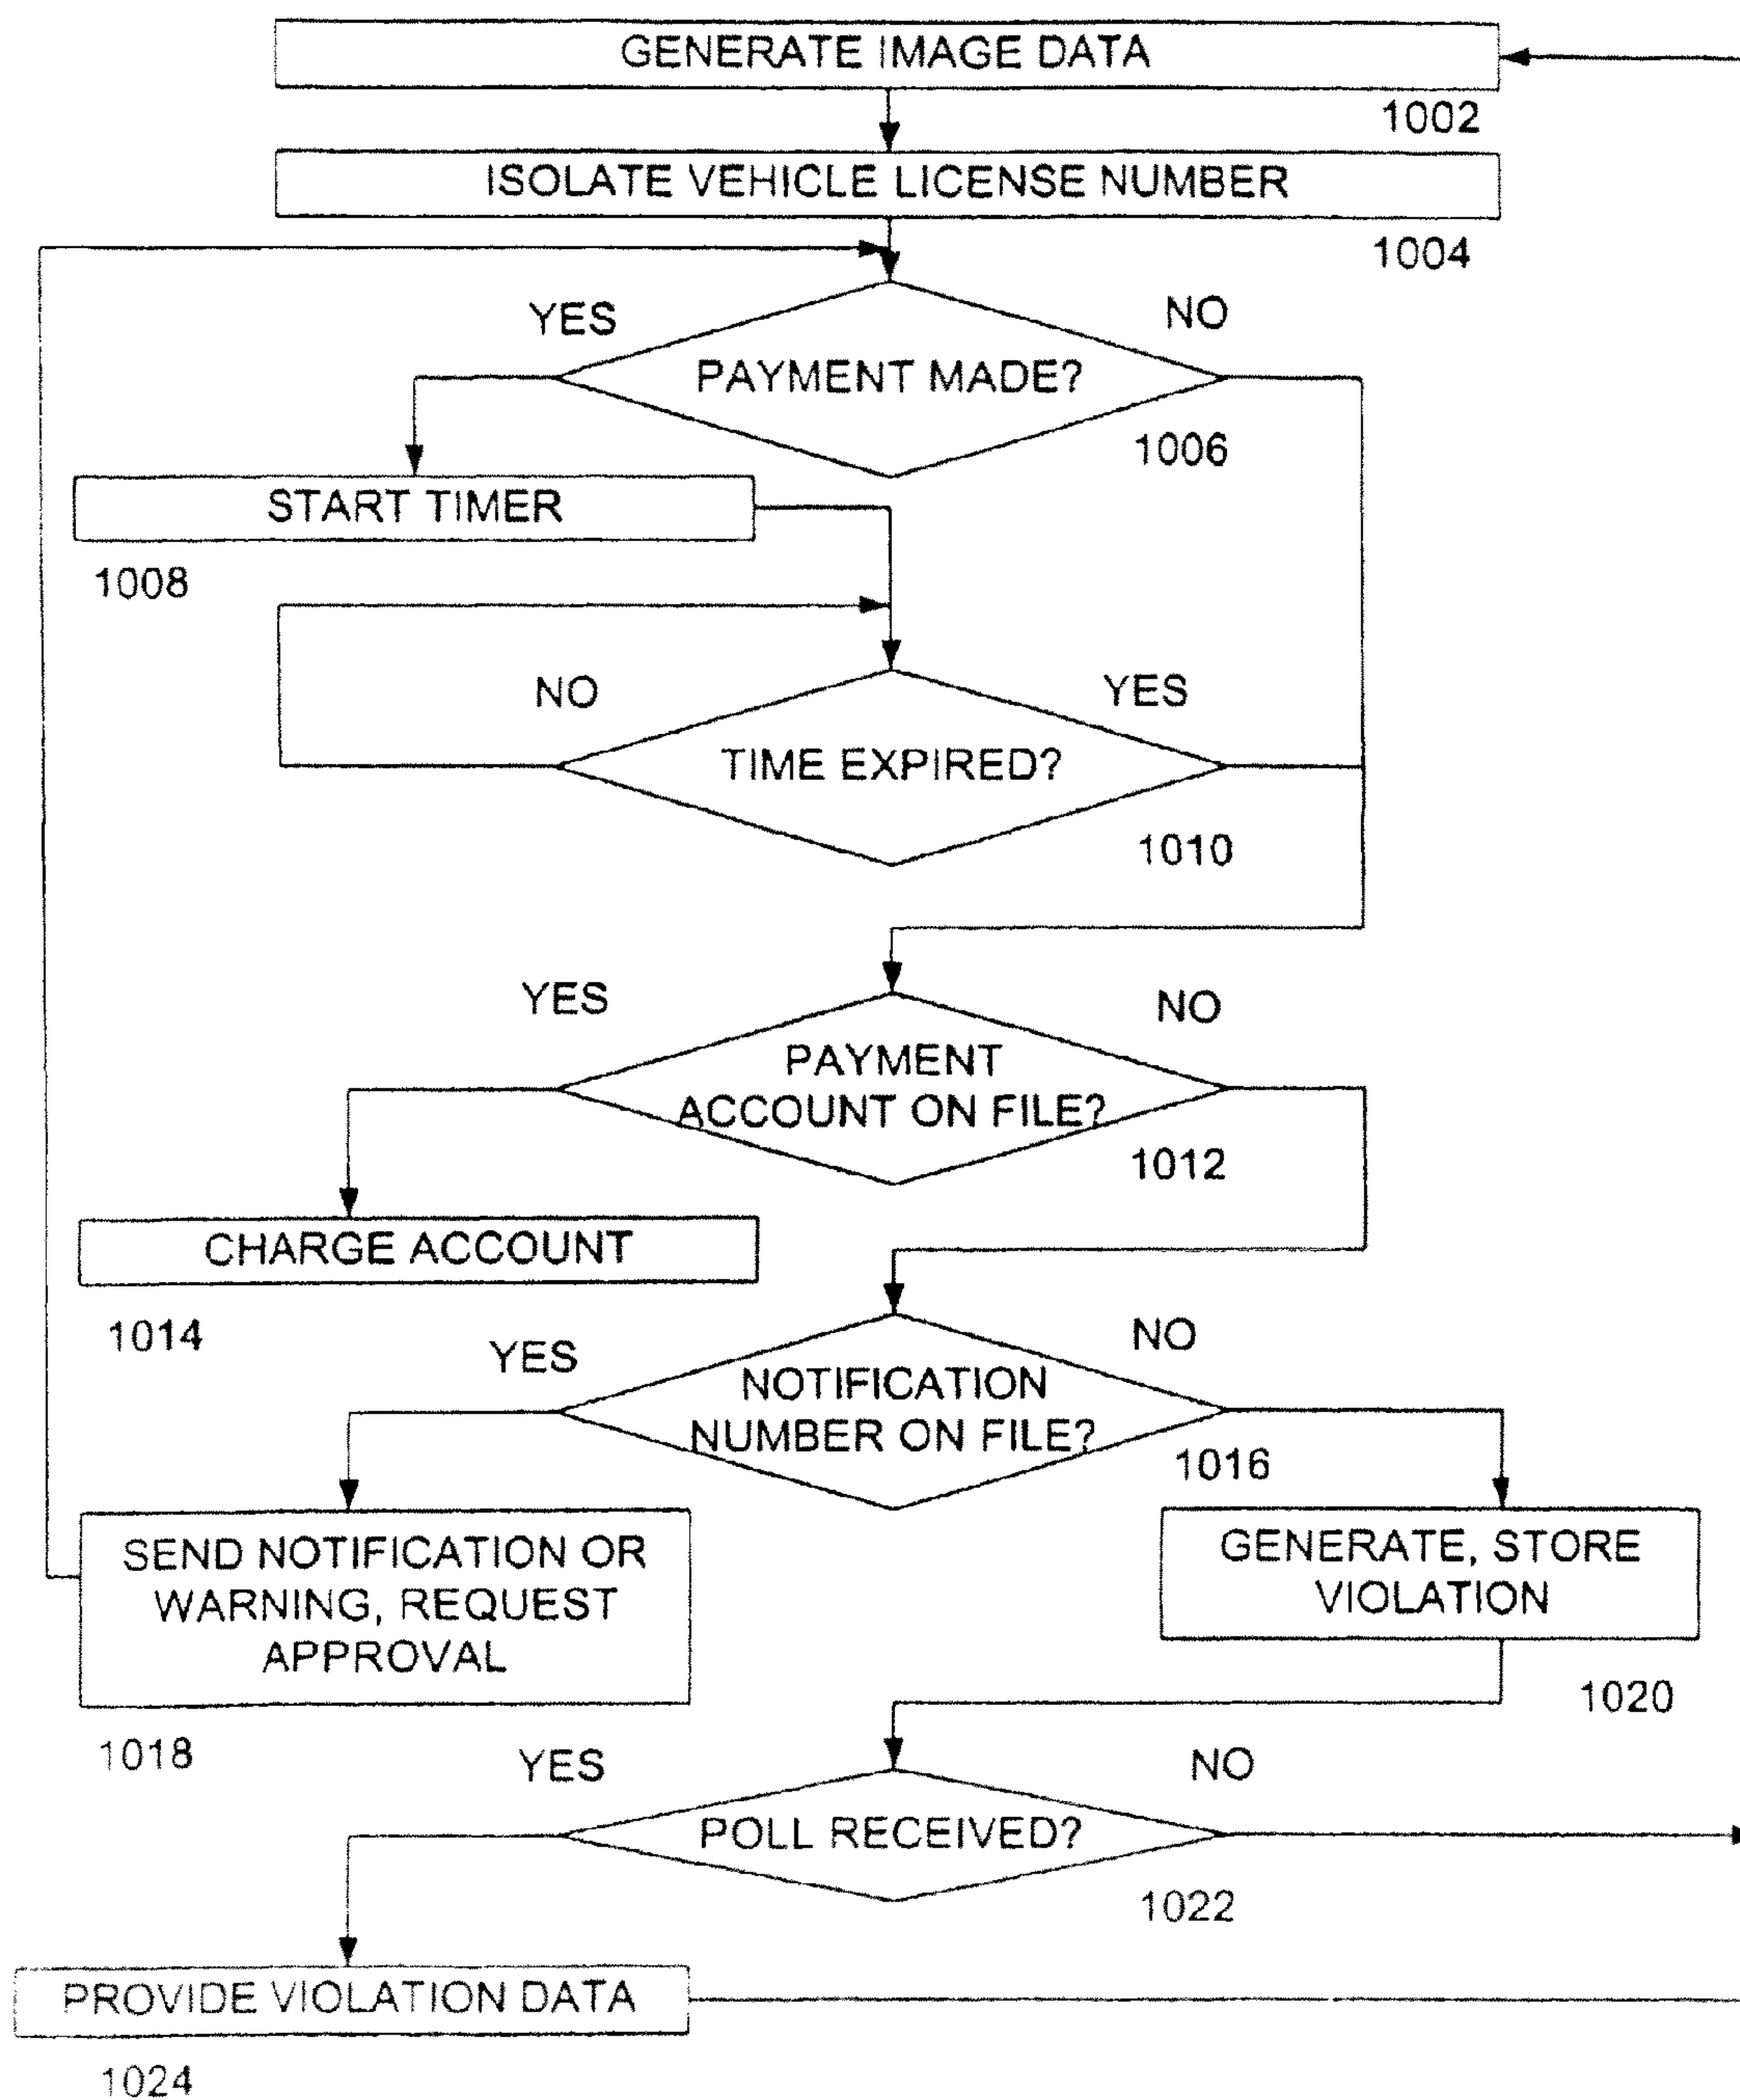 GENERATE IMAGE DATA
1002
ISOLATE VEHICLE LICENSE NUMBER
1004
YES
NO
PAYMENT MADE?
1006
START TIMER
1008
NO
YES
TIME EXPIRED?
1010
YES
NO
PAYMENT
ACCOUNT ON FILE?
1012
CHARGE ACCOUNT
1014
YES
NO
NOTIFICATION
NUMBER ON FILE?
1016
SEND NOTIFICATION OR
WARNING, REQUEST
APPROVAL
1018
GENERATE, STORE
VIOLATION
1020
YES
NO
POLL RECEIVED?
1022
PROVIDE VIOLATION DATA
1024